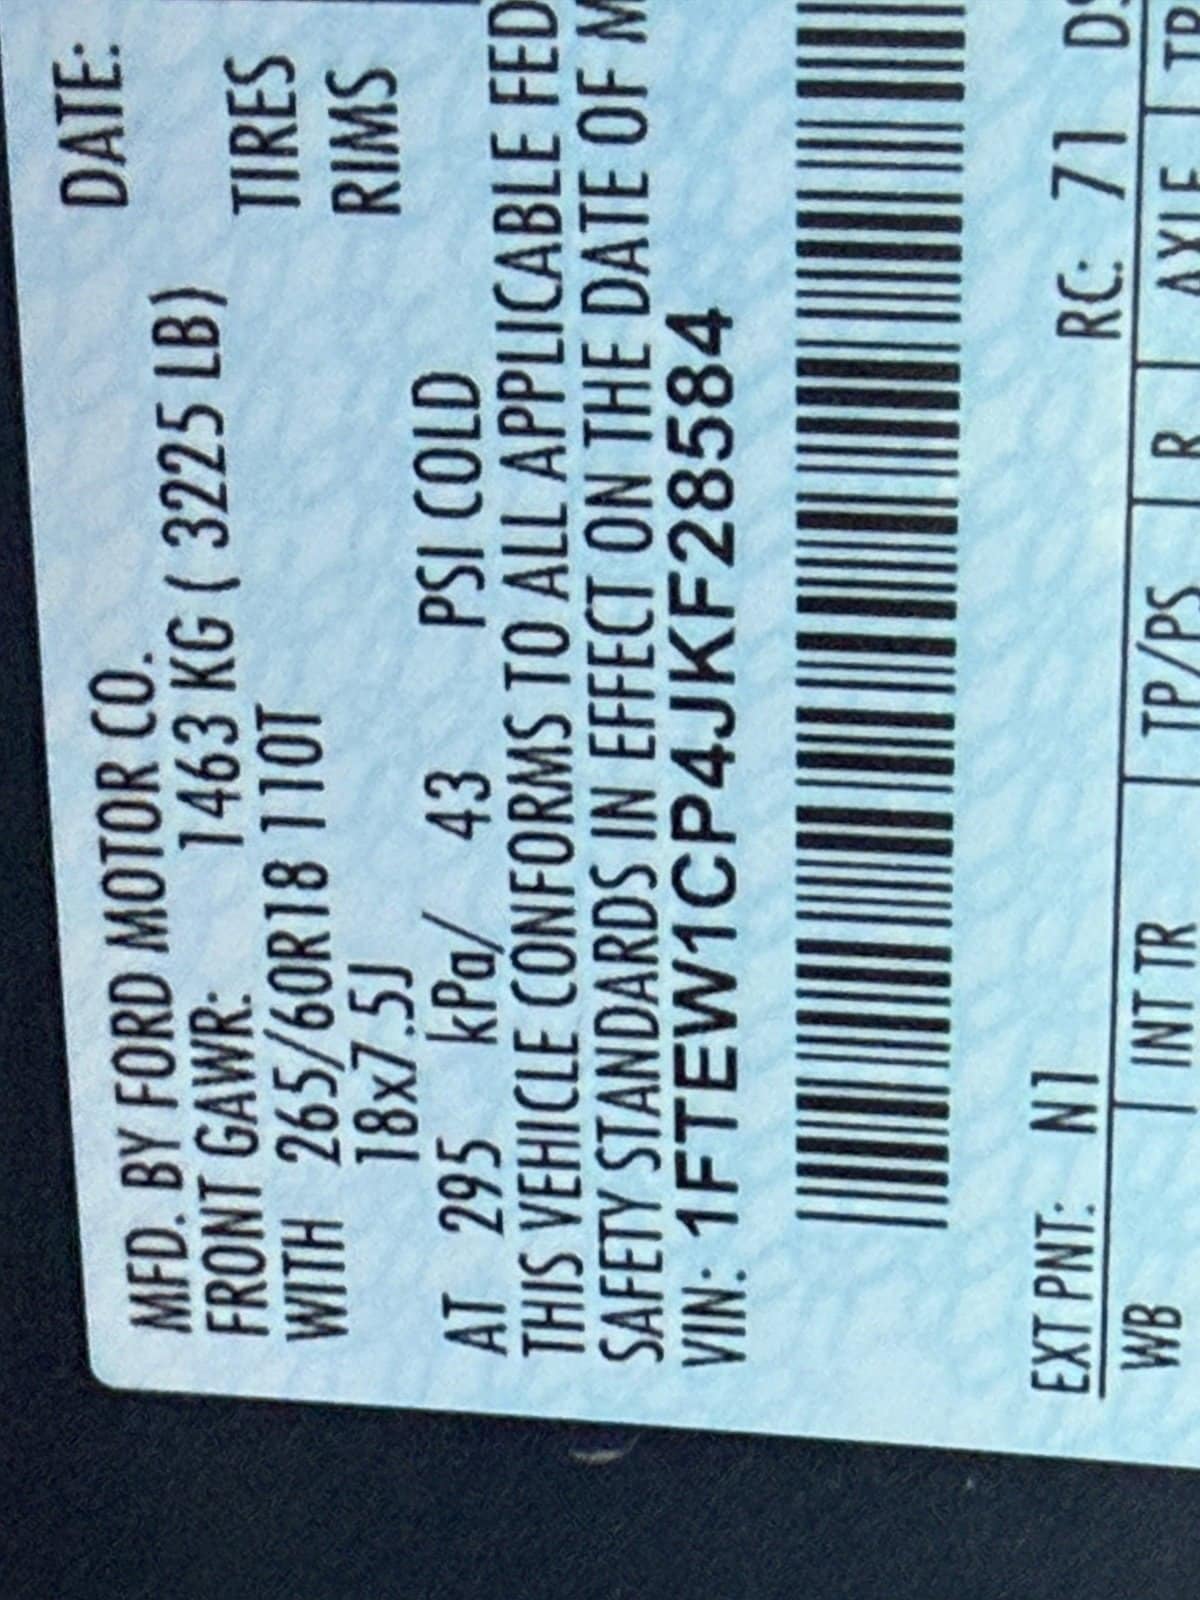 DATE:
MFD. BY FORD MOTOR CO.
FRONT GAWR: 1463 KG ( 3225 LB)
WITH 265/60R18 110T TIRES
18x7.5J RIMS
AT 295 kPa/ 43 PSI COLD
THIS VEHICLE CONFORMS TO ALL APPLICABLE FED
SAFETY STANDARDS IN EFFECT ON THE DATE OF M
VIN: 1FTEW1CP4JKF28584
EXT PNT: N1 RC: 71 DS
WB INT TR TP/PS R AXLE TR